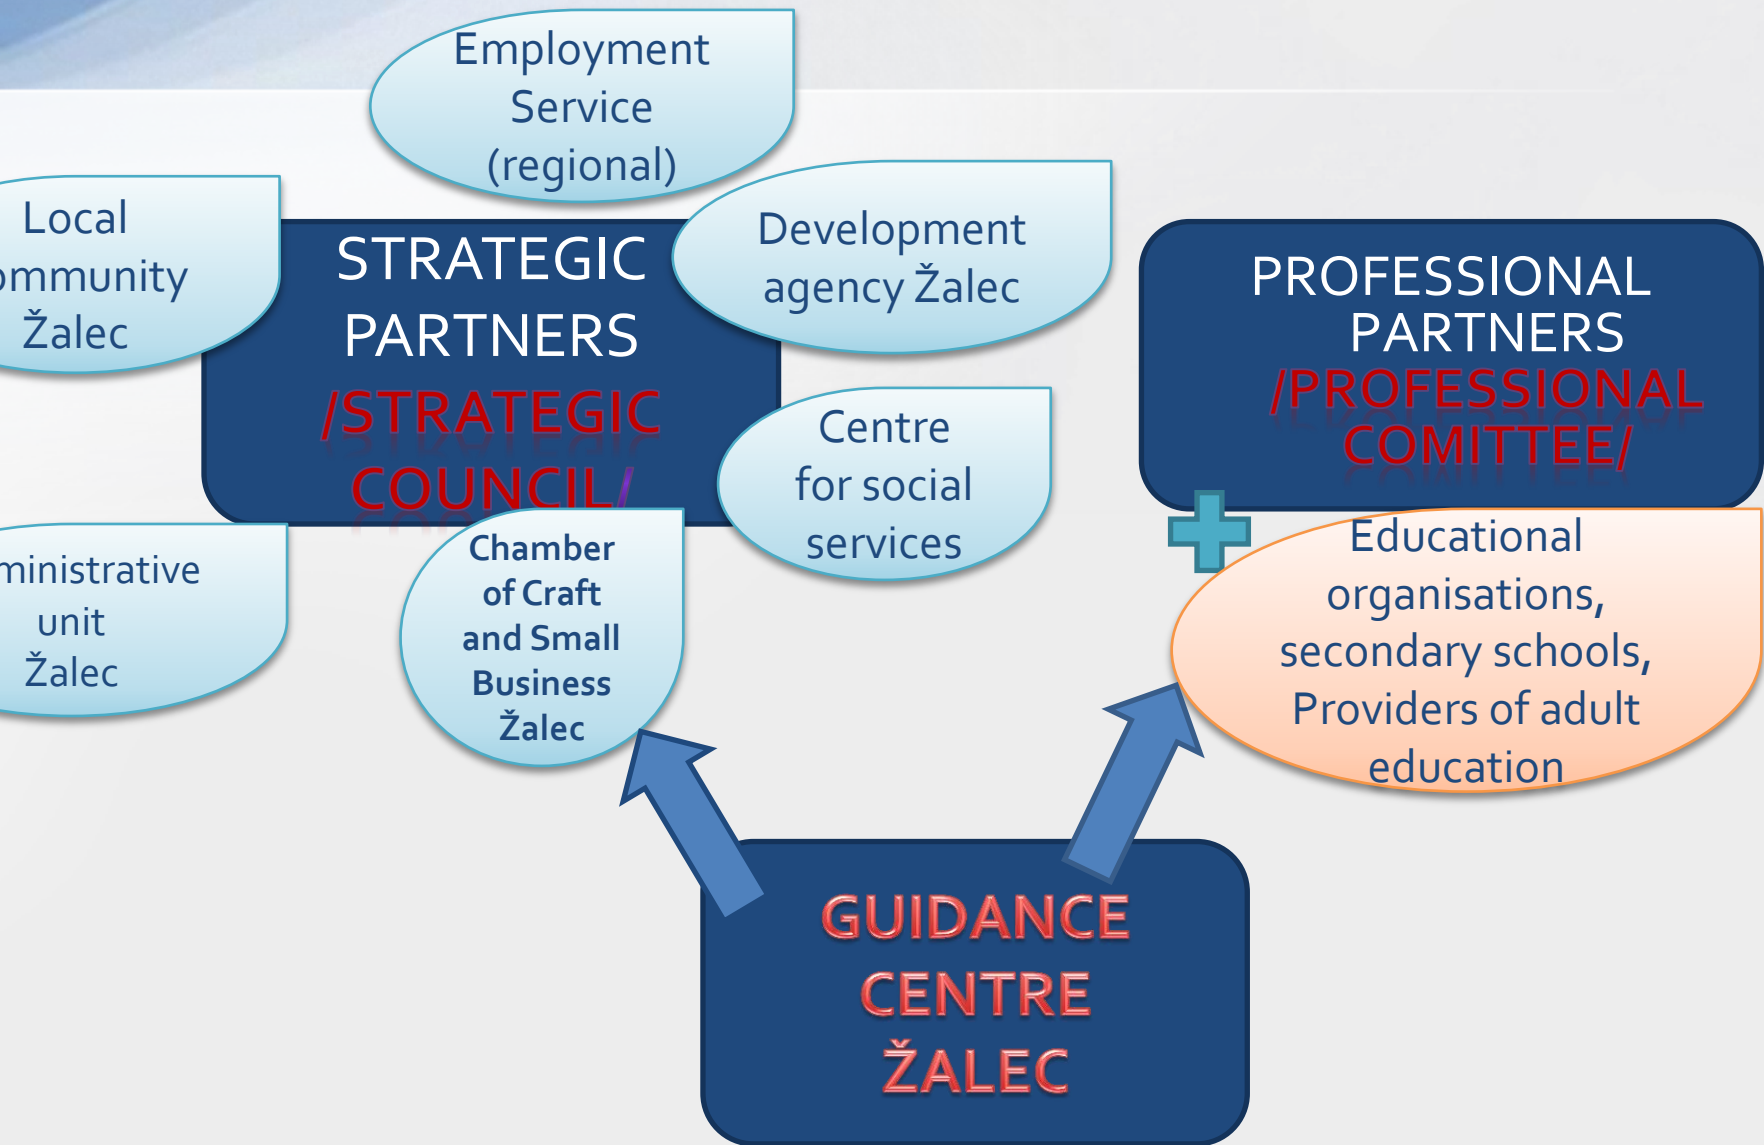 Employment
Service
(regional)
Local
ommunity
Žalec
STRATEGIC
PARTNERS
/STRATEGIC
COUNCIL/
Development
agency Žalec
PROFESSIONAL
PARTNERS
/PROFESSIONAL
COMITTEE/
Centre
for social
services
ministrative
unit
Žalec
Chamber
of Craft
and Small
Business
Žalec
Educational
organisations,
secondary schools,
Providers of adult
education
GUIDANCE
CENTRE
ŽALEC